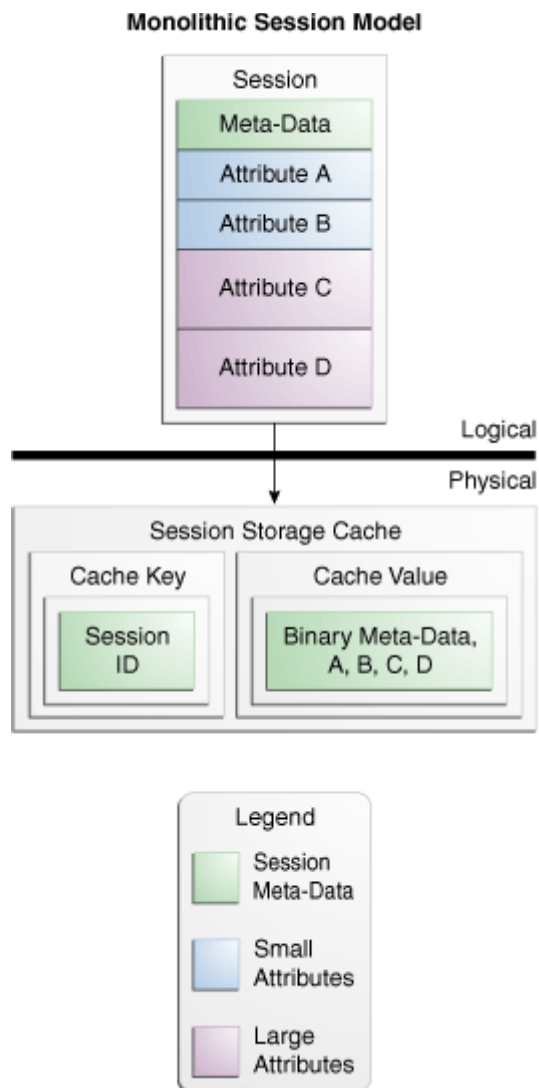 Monolithic Session Model
Session
Meta-Data
Attribute A
Attribute B
Attribute C
Attribute D
Logical
Physical
Session Storage Cache
Cache Key
Session
ID
Cache Value
Binary Meta-Data,
A, B, C, D
Legend
Session
Meta-Data
Small
Attributes
Large
Attributes